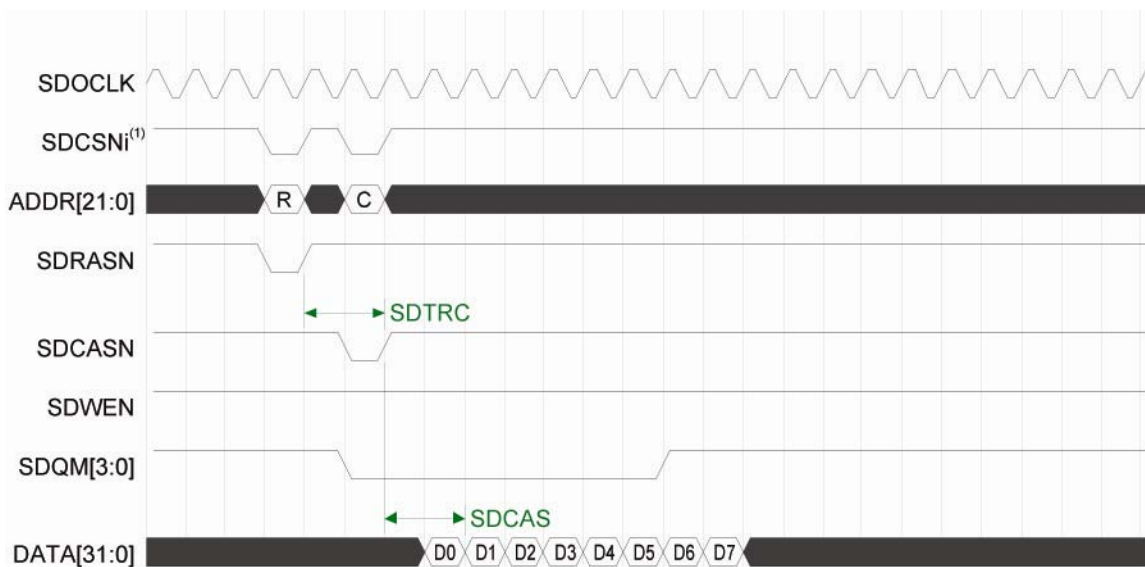 SDOCLK
SDCSNi(1)
ADDR[21:0] R C
SDRASN
SDTRC
SDCASN
SDWEN
SDQM[3:0]
SDCAS
DATA[31:0] D0 D1 D2 D3 D4 D5 D6 D7